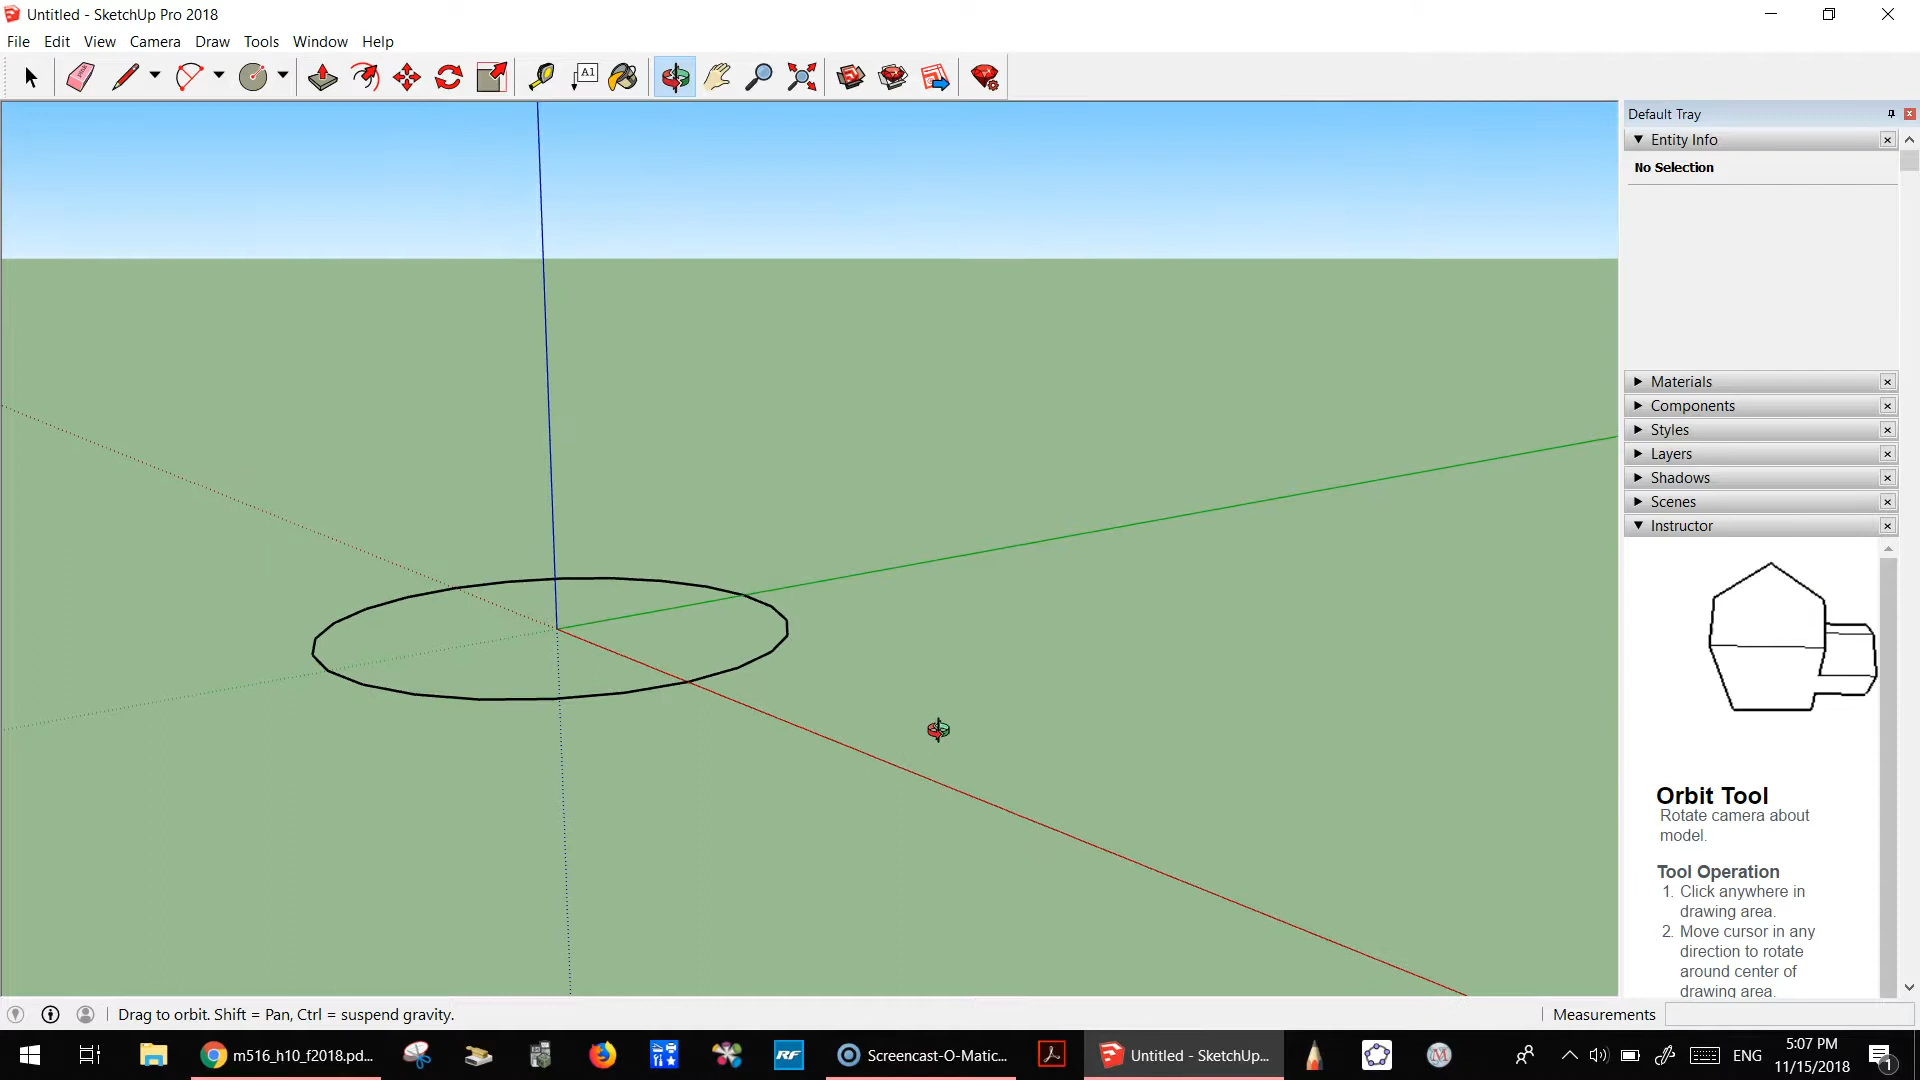 Untitled - SketchUp Pro 2018
File Edit View Camera Draw Tools Window Help
A1
Default Tray
Entity Info
No Selection
Materials
Components
Styles
Layers
Shadows
Scenes
Instructor
Orbit Tool
Rotate camera about
model.
Tool Operation
1. Click anywhere in
drawing area.
2. Move cursor in any
direction to rotate
around center of
drawing area.
Drag to orbit. Shift = Pan, Ctrl = suspend gravity.
Measurements
m516_h10_f2018.pd...
RF
Screencast-O-Matic...
Untitled - SketchUp...
M
ENG
5:07 PM
11/15/2018
1